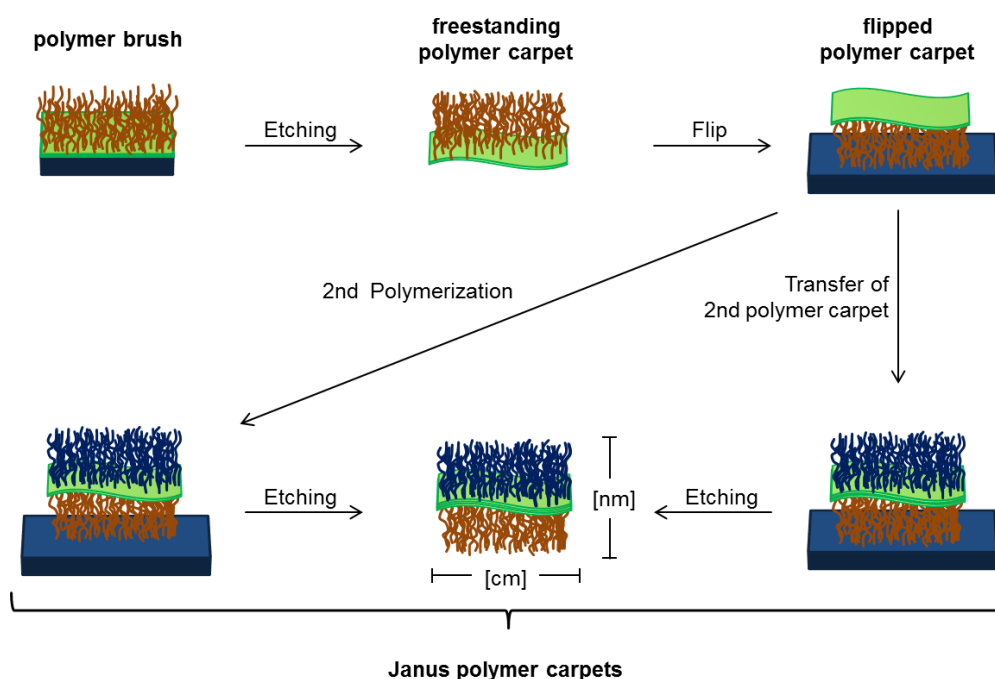 polymer brush
freestanding
polymer carpet
flipped
polymer carpet
Etching
Flip
2nd Polymerization
Transfer of
2nd polymer carpet
Etching
[nm]
Etching
[cm]
Janus polymer carpets